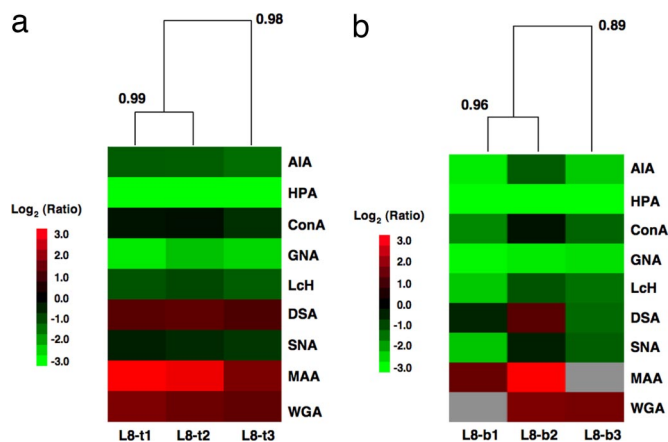 a
0.98
0.99
AIA
HPA
ConA
GNA
LcH
DSA
SNA
MAA
WGA
Log2 (Ratio)
3.0
2.0
1.0
0.0
-1.0
-2.0
-3.0
L8-t1 L8-t2 L8-t3
b
0.89
0.96
AIA
HPA
ConA
GNA
LcH
DSA
SNA
MAA
WGA
Log2 (Ratio)
3.0
2.0
1.0
0.0
-1.0
-2.0
-3.0
L8-b1 L8-b2 L8-b3